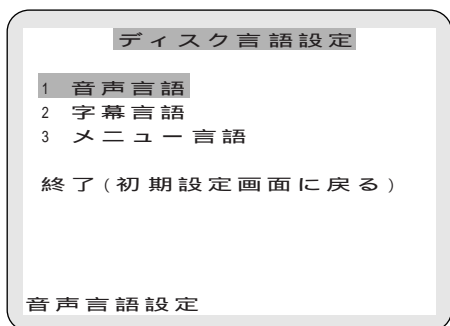 ディスク言語設定
1 音声言語
2 字幕言語
3 メニュー言語
終了(初期設定画面に戻る)
音声言語設定